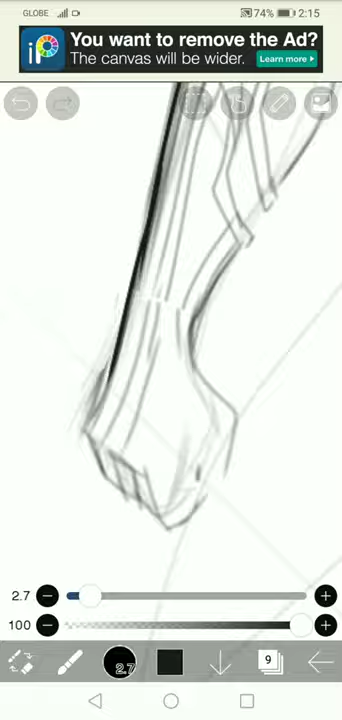 GLOBE. 74% 2:15
iP You want to remove the Ad?
The canvas will be wider. Learn more
2.7
100
2.7 9